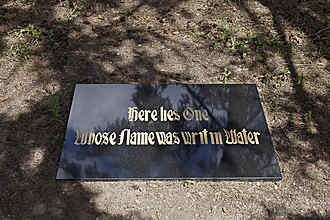 Here lies One
Whose Name was writ in Water